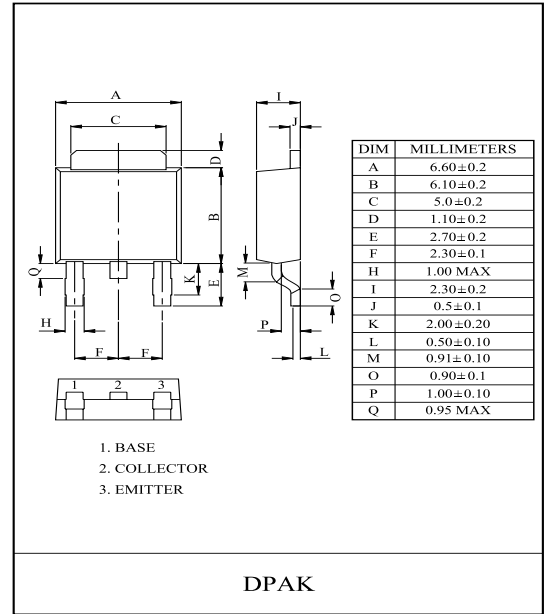 A
C
D
B
Q
K
E
H
F F
I
J
M
O
P
L
1 2 3
1. BASE
2. COLLECTOR
3. EMITTER
DIM MILLIMETERS
A 6.60±0.2
B 6.10±0.2
C 5.0±0.2
D 1.10±0.2
E 2.70±0.2
F 2.30±0.1
H 1.00 MAX
I 2.30±0.2
J 0.5±0.1
K 2.00±0.20
L 0.50±0.10
M 0.91±0.10
O 0.90±0.1
P 1.00±0.10
Q 0.95 MAX
DPAK